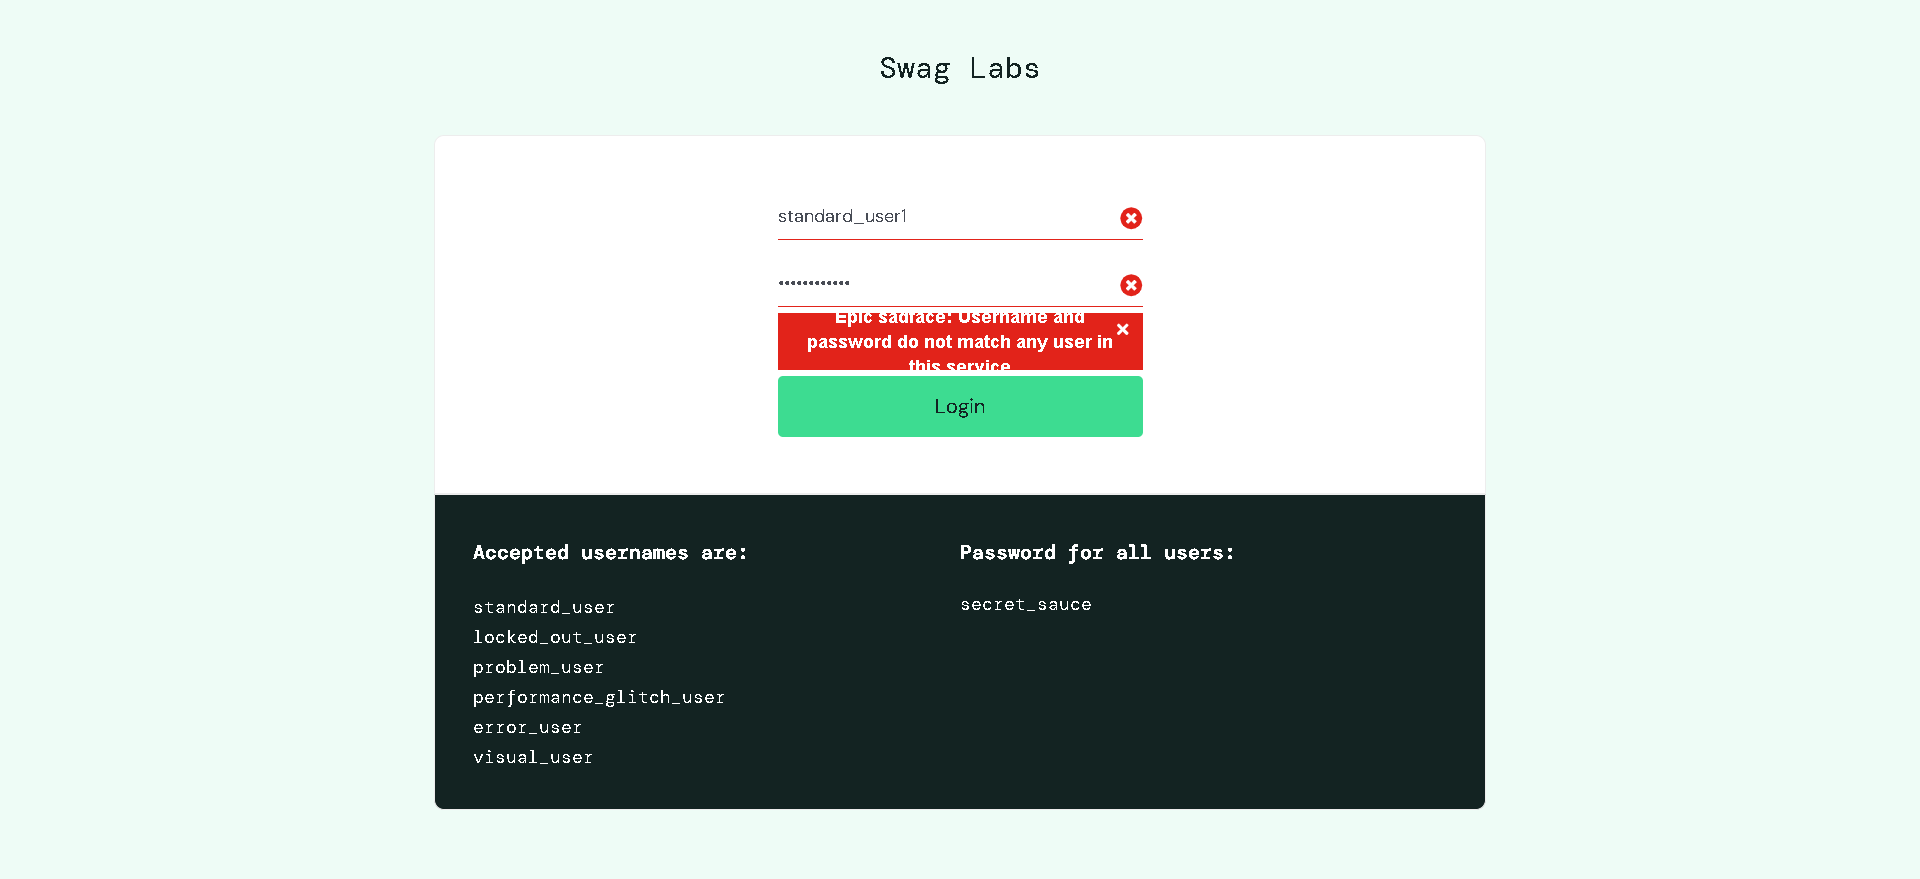 Swag Labs
standard_user1
••••••••••••
Epic sadface: Username and
password do not match any user in
this service
Login
Accepted usernames are:
standard_user
locked_out_user
problem_user
performance_glitch_user
error_user
visual_user
Password for all users:
secret_sauce